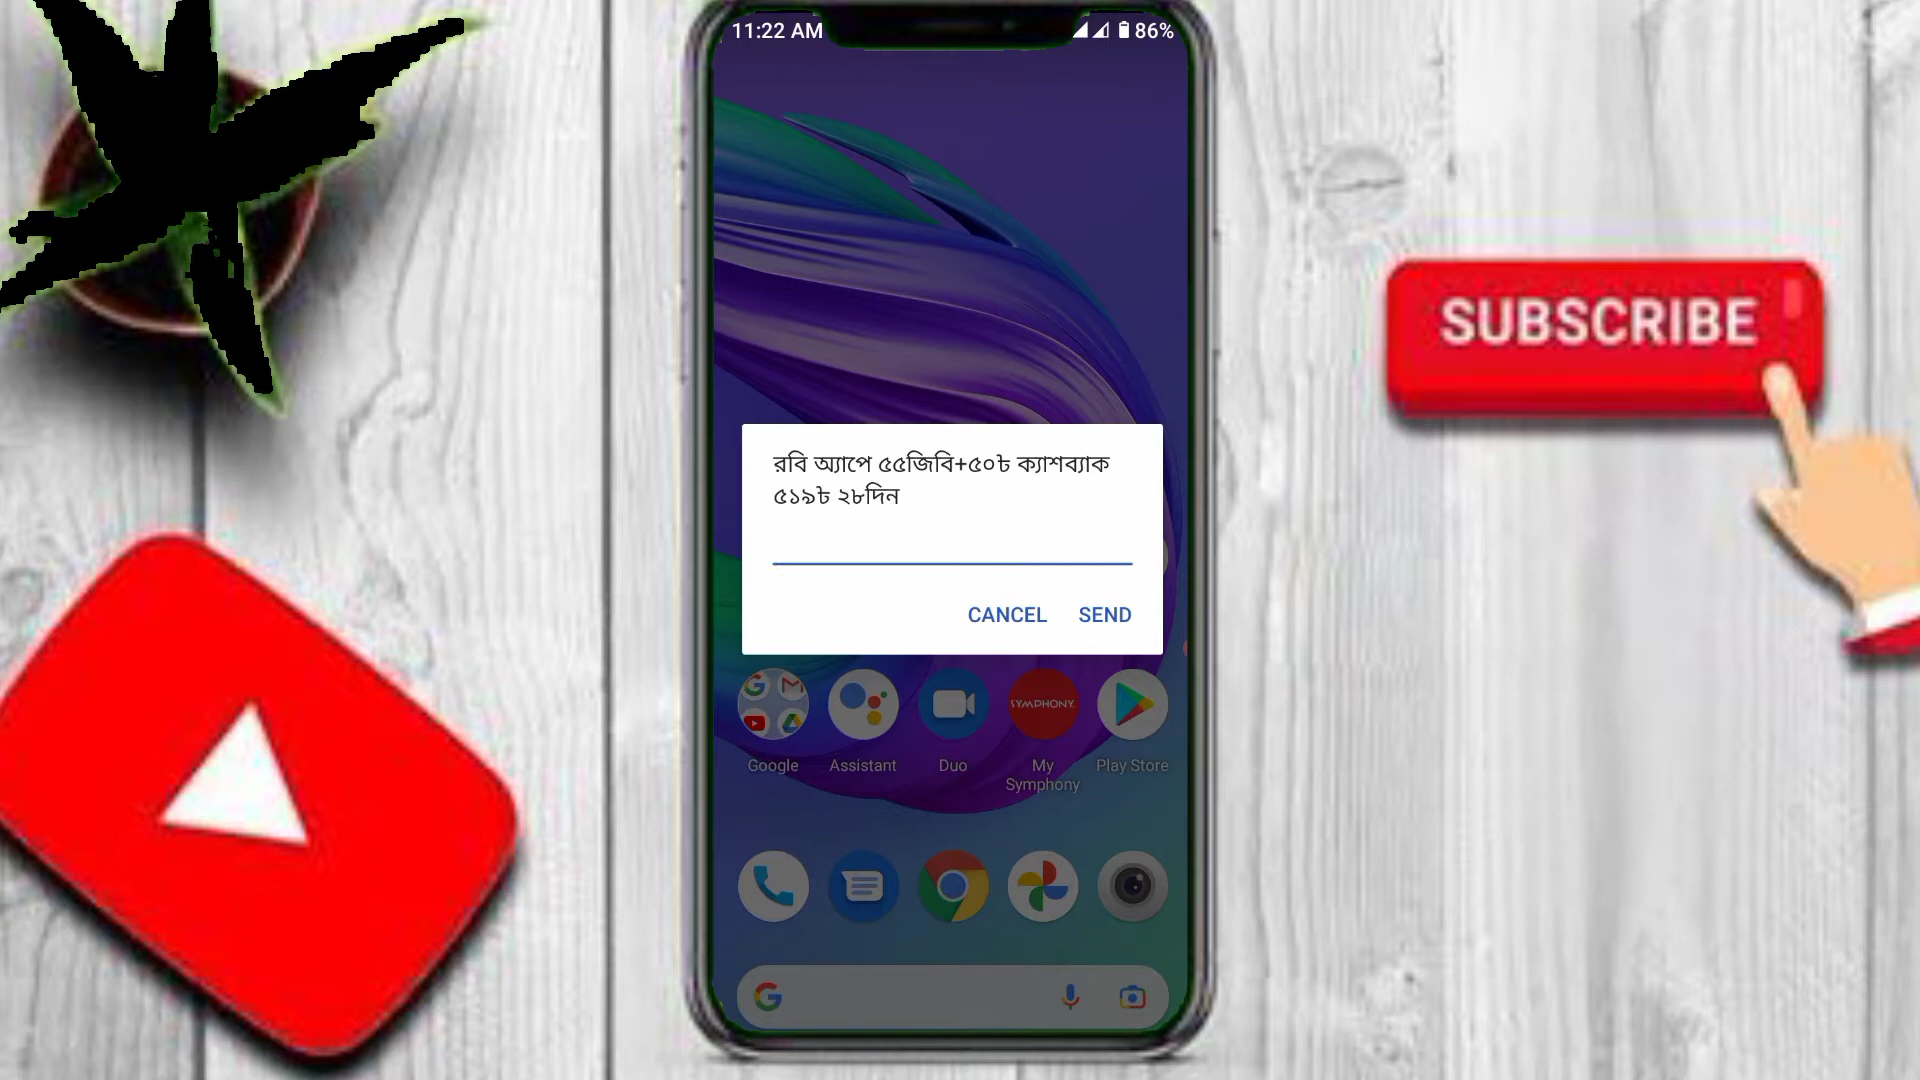 11:22 AM 86%
SUBSCRIBE
রবি অ্যাপে ৫৫জিবি+৫০৳ ক্যাশব্যাক
৫১৯৳ ২৮দিন
CANCEL SEND
SYMPHONY
Google Assistant Duo My Symphony Play Store